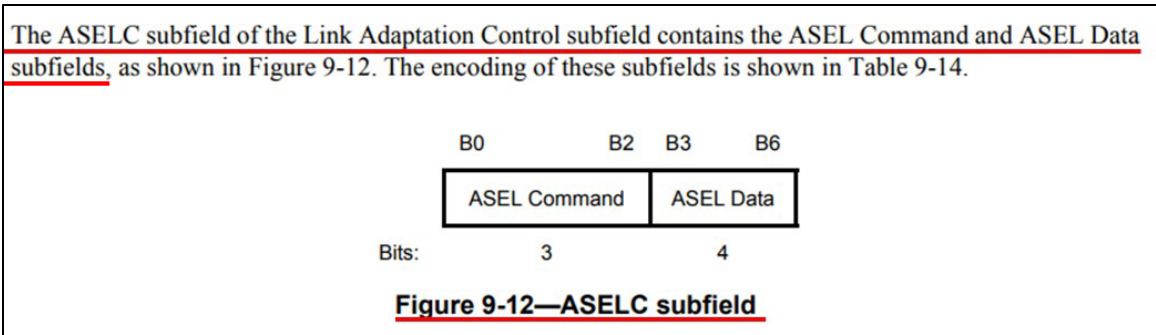 The ASELC subfield of the Link Adaptation Control subfield contains the ASEL Command and ASEL Data
subfields, as shown in Figure 9-12. The encoding of these subfields is shown in Table 9-14.
B0 B2 B3 B6
ASEL Command ASEL Data
Bits: 3 4
Figure 9-12—ASELC subfield